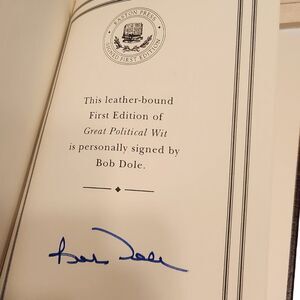 EASTON PRESS
SIGNED FIRST EDITION
This leather-bound
First Edition of
Great Political Wit
is personally signed by
Bob Dole.
Bob Dole